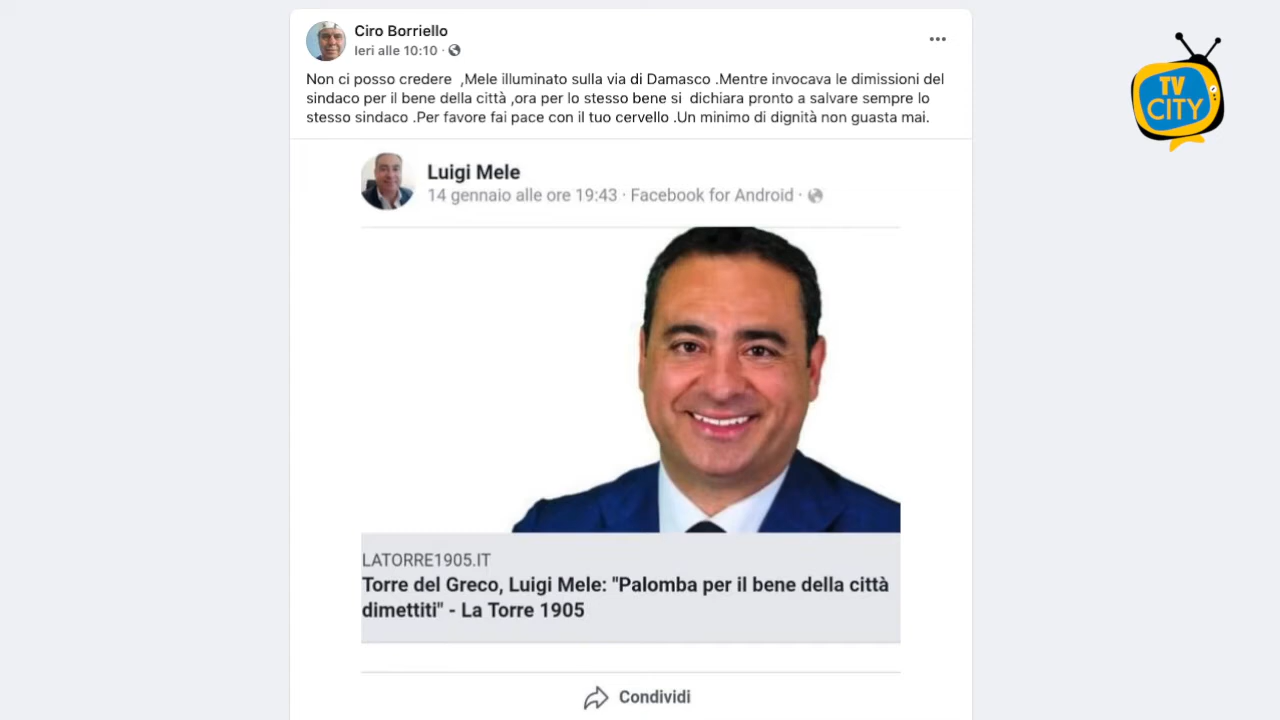 Ciro Borriello
Ieri alle 10:10 ·
Non ci posso credere ,Mele illuminato sulla via di Damasco .Mentre invocava le dimissioni del
sindaco per il bene della città ,ora per lo stesso bene si dichiara pronto a salvare sempre lo
stesso sindaco .Per favore fai pace con il tuo cervello .Un minimo di dignità non guasta mai.
TV
CITY
Luigi Mele
14 gennaio alle ore 19:43 · Facebook for Android ·
LATORRE1905.IT
Torre del Greco, Luigi Mele: "Palomba per il bene della città
dimettiti" - La Torre 1905
Condividi